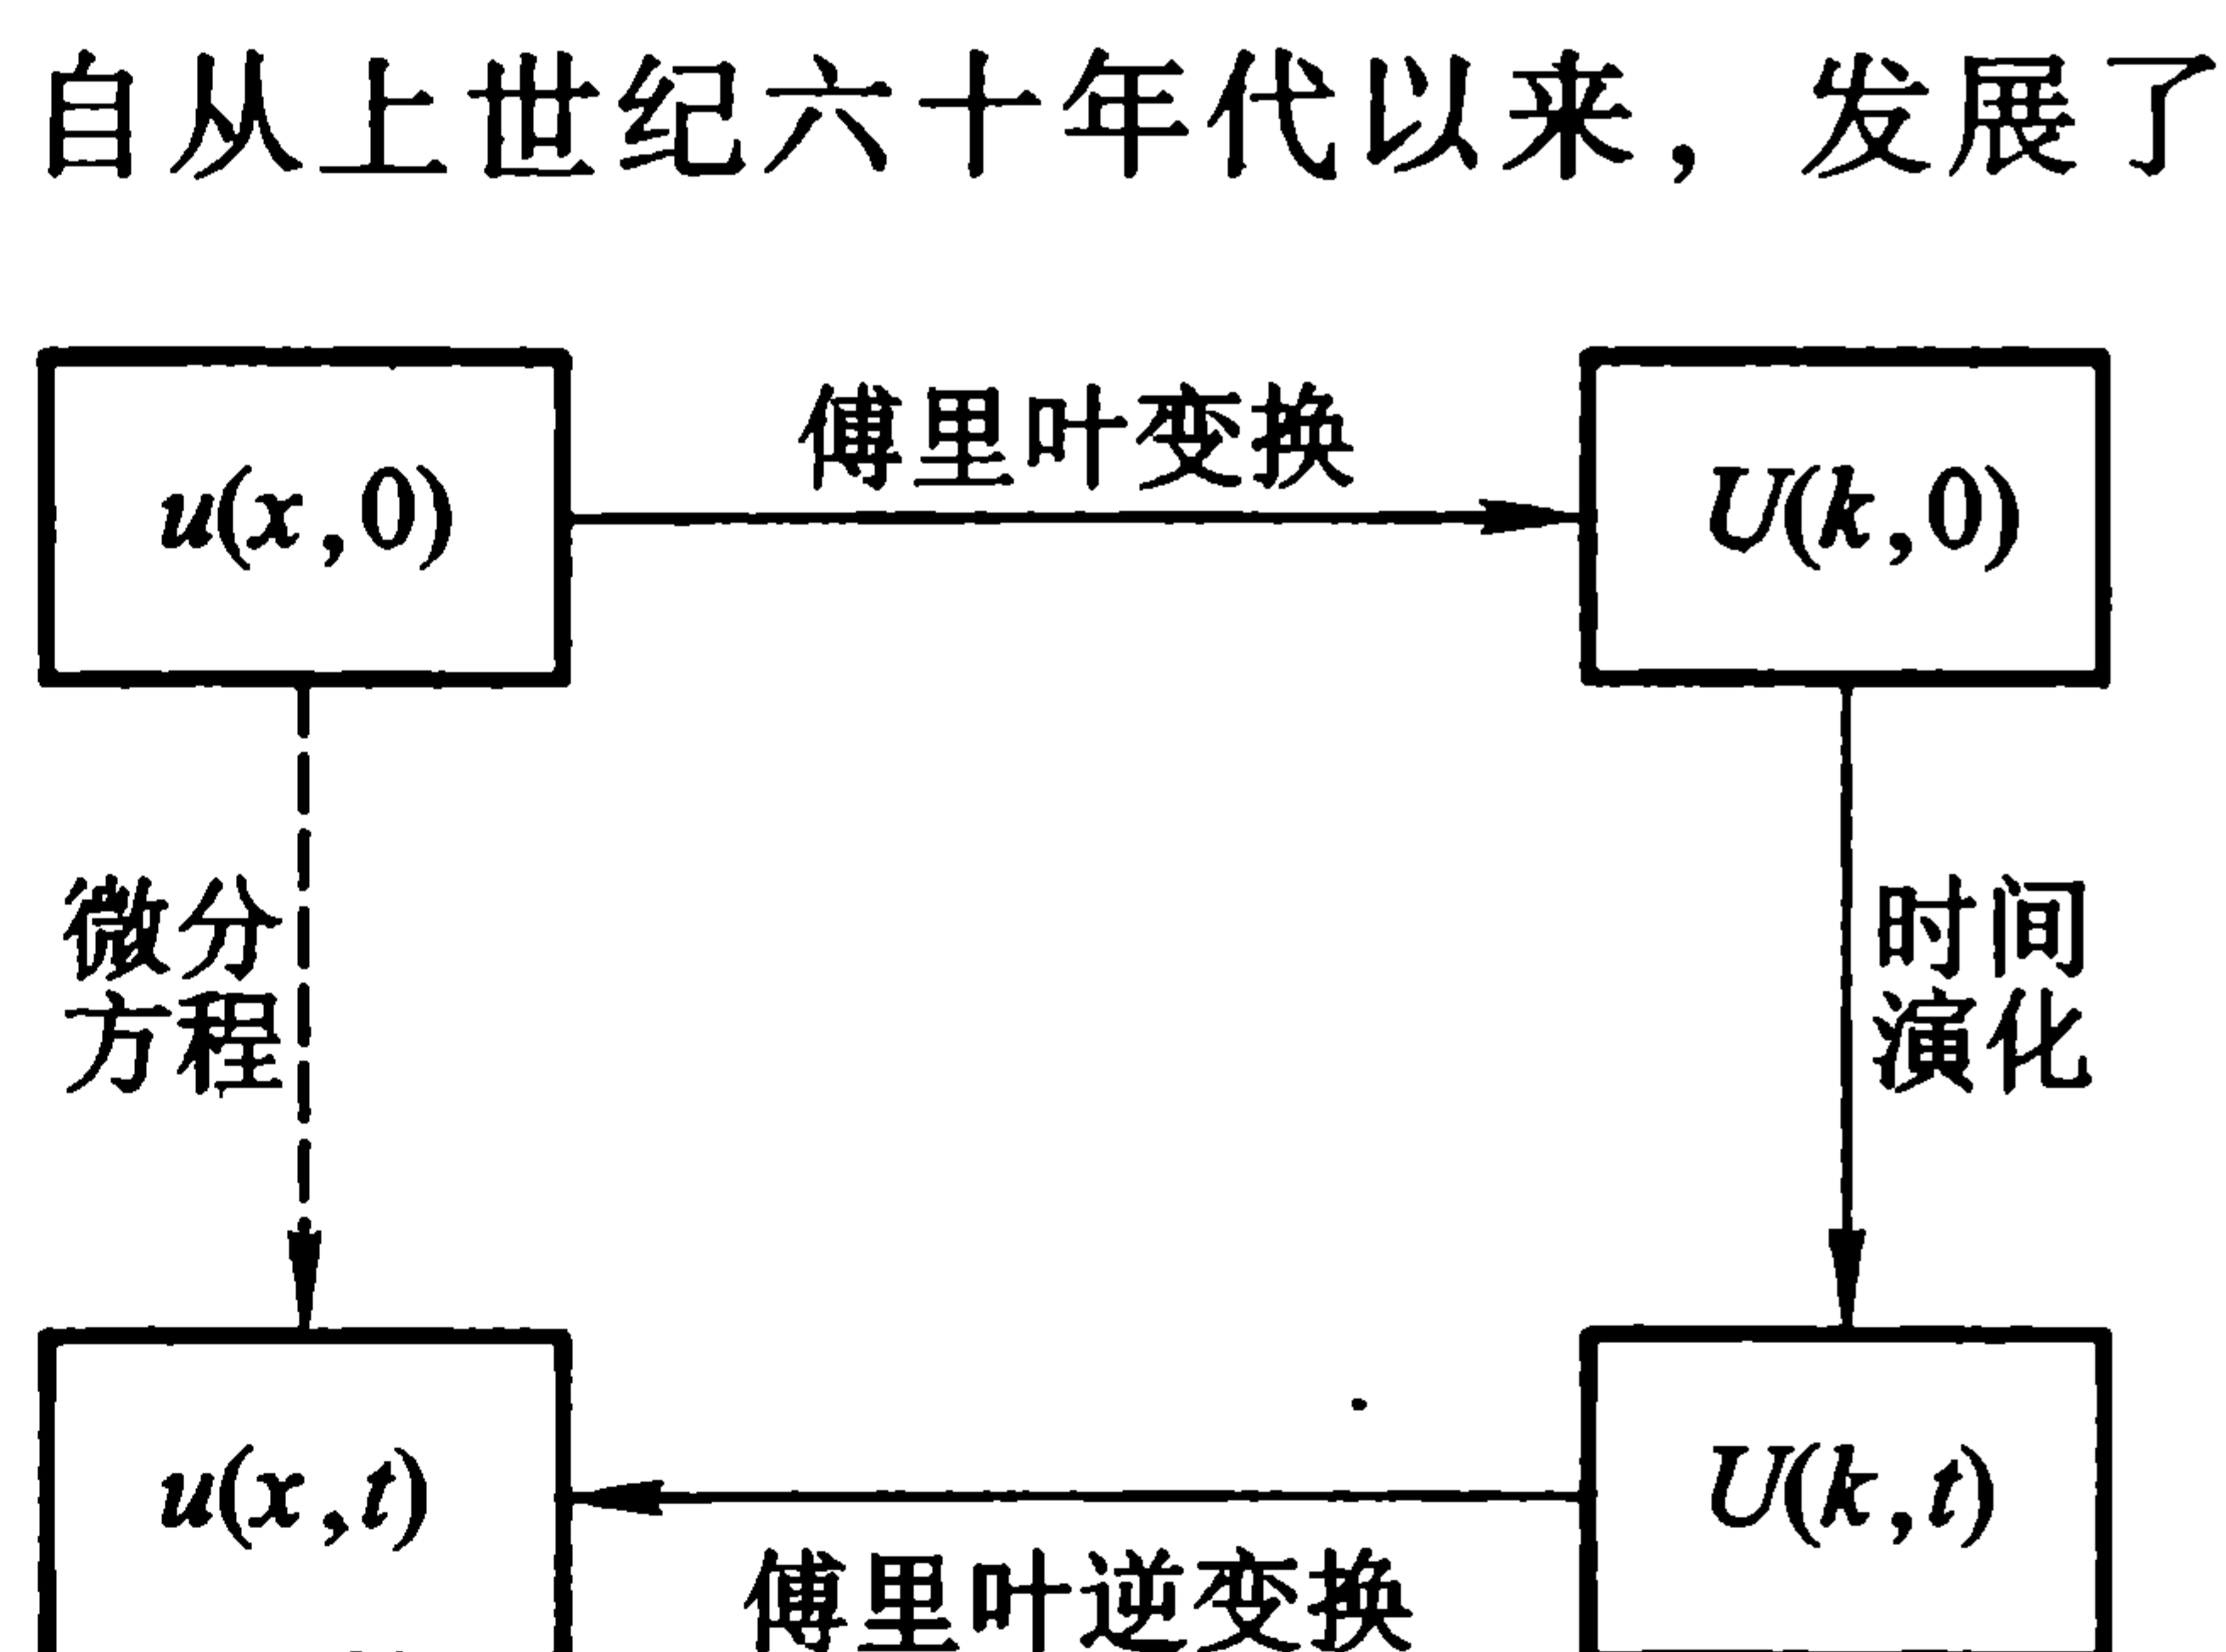 自从上世纪六十年代以来，发展了
傅里叶变换
u(x,0)
U(k,0)
微分
方程
时间
演化
u(x,t)
U(k,t)
傅里叶逆变换